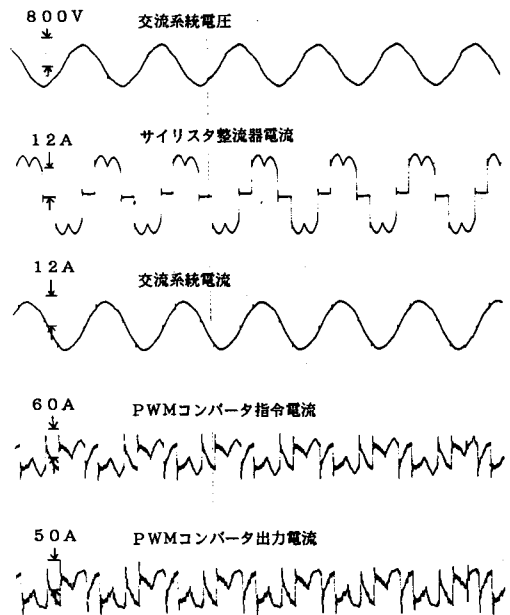 800V
交流系統電圧
12A
サイリスタ整流器電流
12A
交流系統電流
60A
PWMコンバータ指令電流
50A
PWMコンバータ出力電流